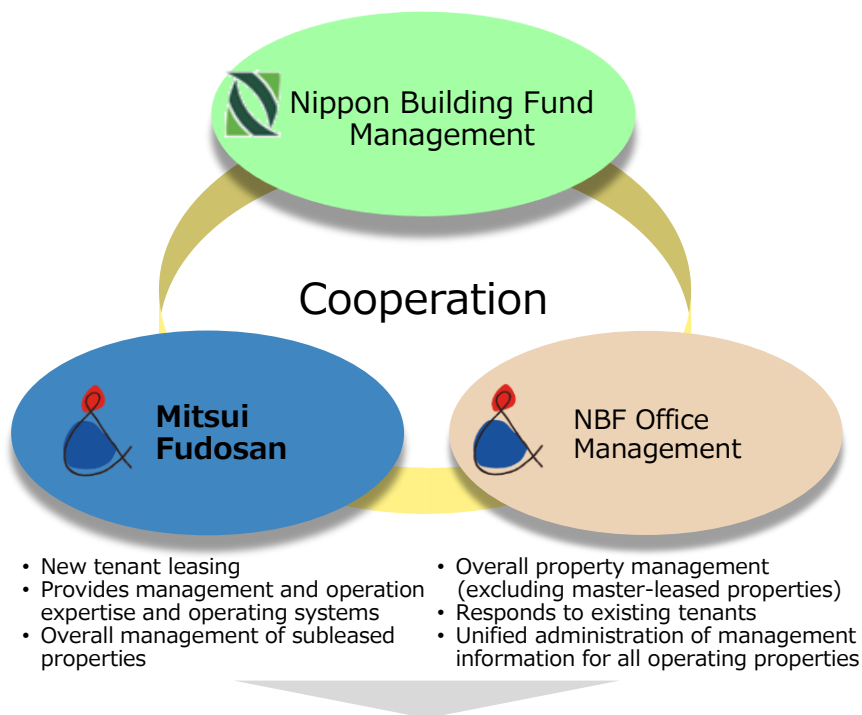 Nippon Building Fund
Management
Cooperation
Mitsui
Fudosan
NBF Office
Management
• New tenant leasing
• Provides management and operation
expertise and operating systems
• Overall management of subleased
properties
• Overall property management
(excluding master-leased properties)
• Responds to existing tenants
• Unified administration of management
information for all operating properties